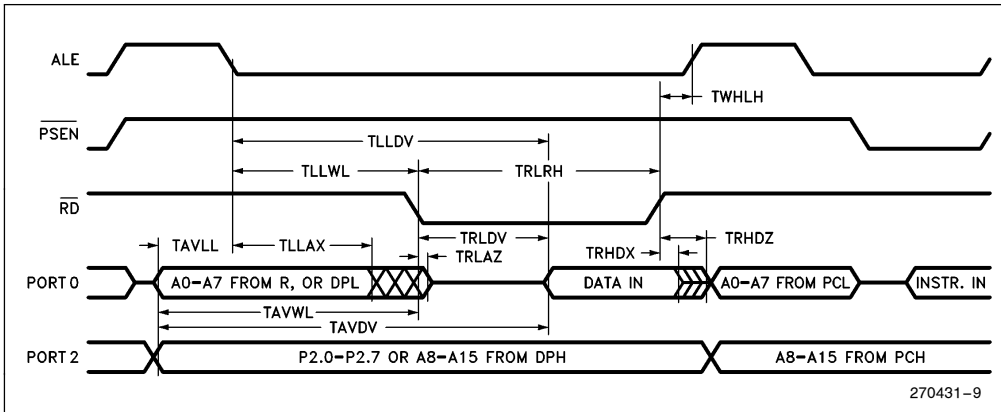 ALE
TWHLH
PSEN
TLLDV
TLLWL
TRLRH
RD
TRLDV
TRHDZ
TAVLL
TLLAX
TRLAZ
TRHDX
PORT 0
A0–A7 FROM R, OR DPL
DATA IN
A0–A7 FROM PCL
INSTR. IN
TAVWL
TAVDV
PORT 2
P2.0–P2.7 OR A8–A15 FROM DPH
A8–A15 FROM PCH
270431–9